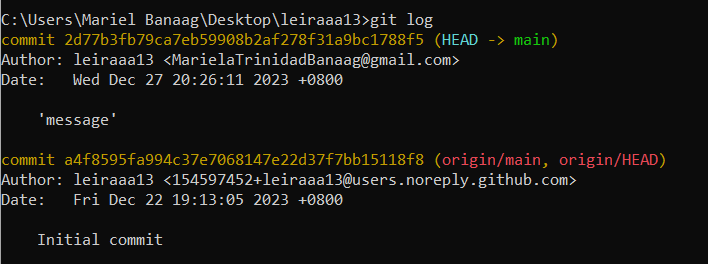 C:\Users\Mariel Banaag\Desktop\leiraaa13>git log
commit 2d77b3fb79ca7eb59908b2af278f31a9bc1788f5 (HEAD -> main)
Author: leiraaa13 <MarielaTrinidadBanaag@gmail.com>
Date:   Wed Dec 27 20:26:11 2023 +0800
'message'
commit a4f8595fa994c37e7068147e22d37f7bb15118f8 (origin/main, origin/HEAD)
Author: leiraaa13 <154597452+leiraaa13@users.noreply.github.com>
Date:   Fri Dec 22 19:13:05 2023 +0800
Initial commit